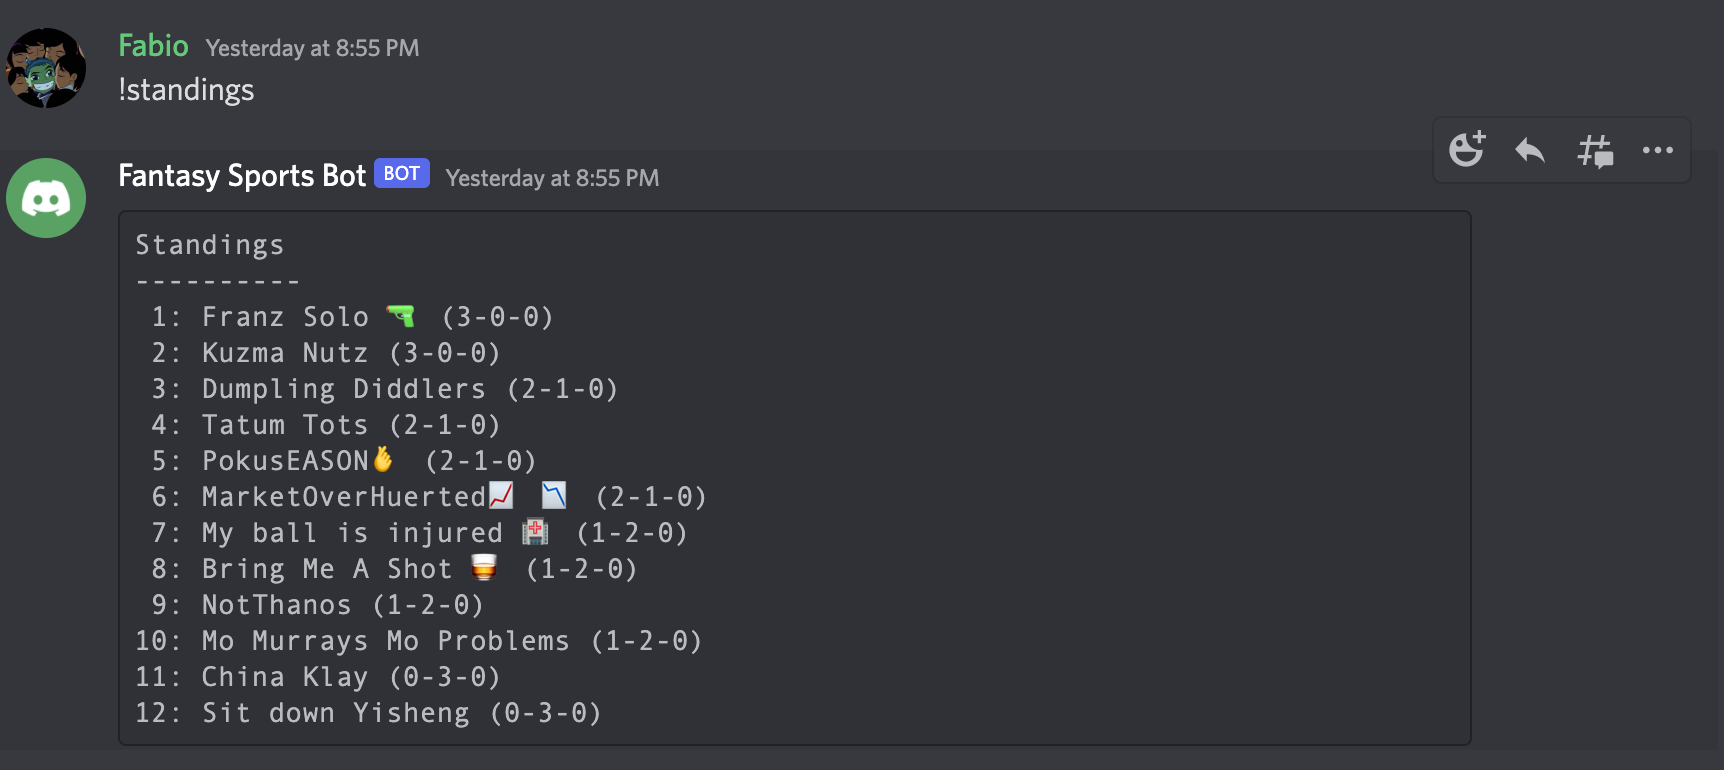 Fabio Yesterday at 8:55 PM
!standings
Fantasy Sports Bot BOT Yesterday at 8:55 PM
Standings
----------
1: Franz Solo 🔫 (3-0-0)
2: Kuzma Nutz (3-0-0)
3: Dumpling Diddlers (2-1-0)
4: Tatum Tots (2-1-0)
5: PokusEASON🫰 (2-1-0)
6: MarketOverHuerted📈 📉 (2-1-0)
7: My ball is injured 🏥 (1-2-0)
8: Bring Me A Shot 🥃 (1-2-0)
9: NotThanos (1-2-0)
10: Mo Murrays Mo Problems (1-2-0)
11: China Klay (0-3-0)
12: Sit down Yisheng (0-3-0)